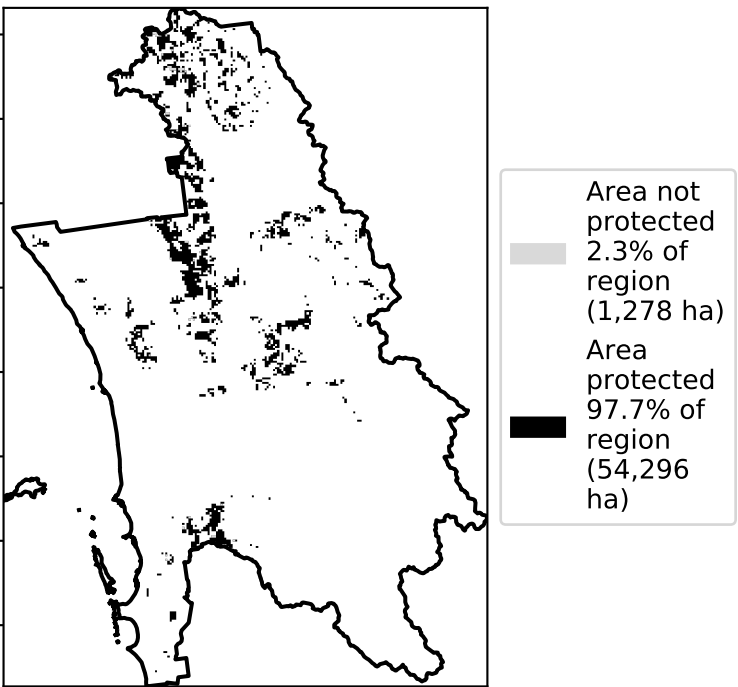 Area not
protected
2.3% of
region
(1,278 ha)
Area
protected
97.7% of
region
(54,296
ha)